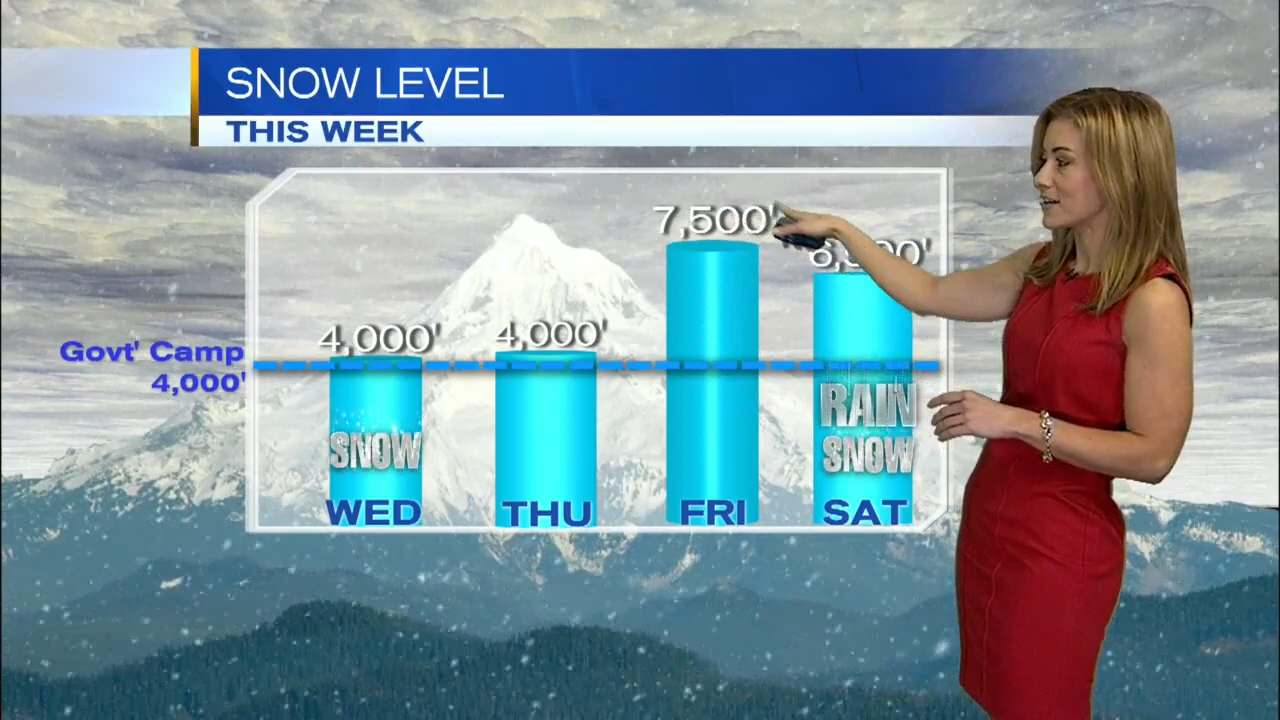 SNOW LEVEL
THIS WEEK
7,500'
4,000'
4,000'
Govt' Camp
4,000'
RAIN
SNOW
SNOW
WED
THU
FRI
SAT